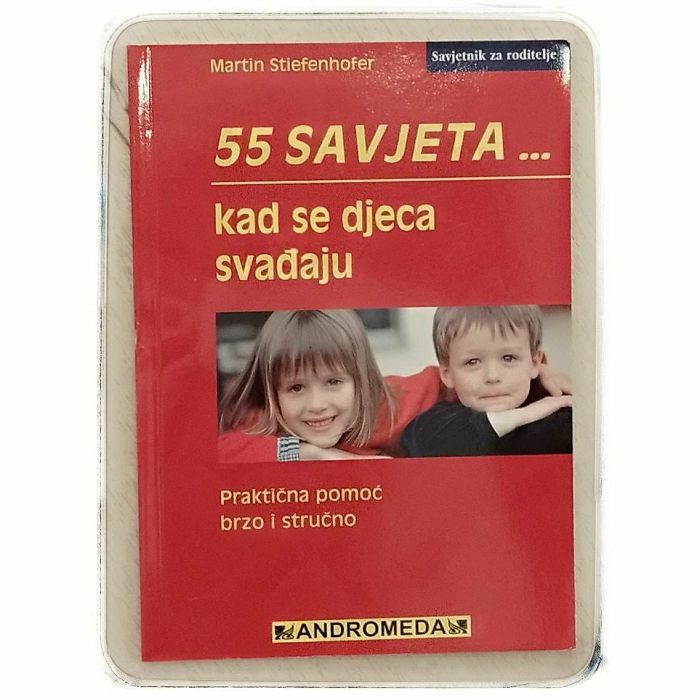 Martin Stiefenhofer
Savjetnik za roditelje
55 SAVJETA ...
kad se djeca
svađaju
Praktična pomoć
brzo i stručno
ANDROMEDA